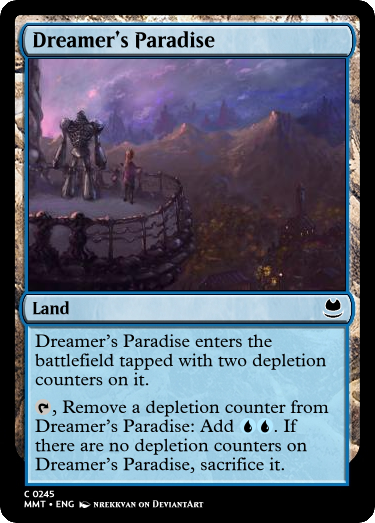 Dreamer's Paradise
Land
Dreamer's Paradise enters the
battlefield tapped with two depletion
counters on it.
, Remove a depletion counter from
Dreamer's Paradise: Add . If
there are no depletion counters on
Dreamer's Paradise, sacrifice it.
C 0245
MMT • ENG NREKKVAN ON DEVIANTART